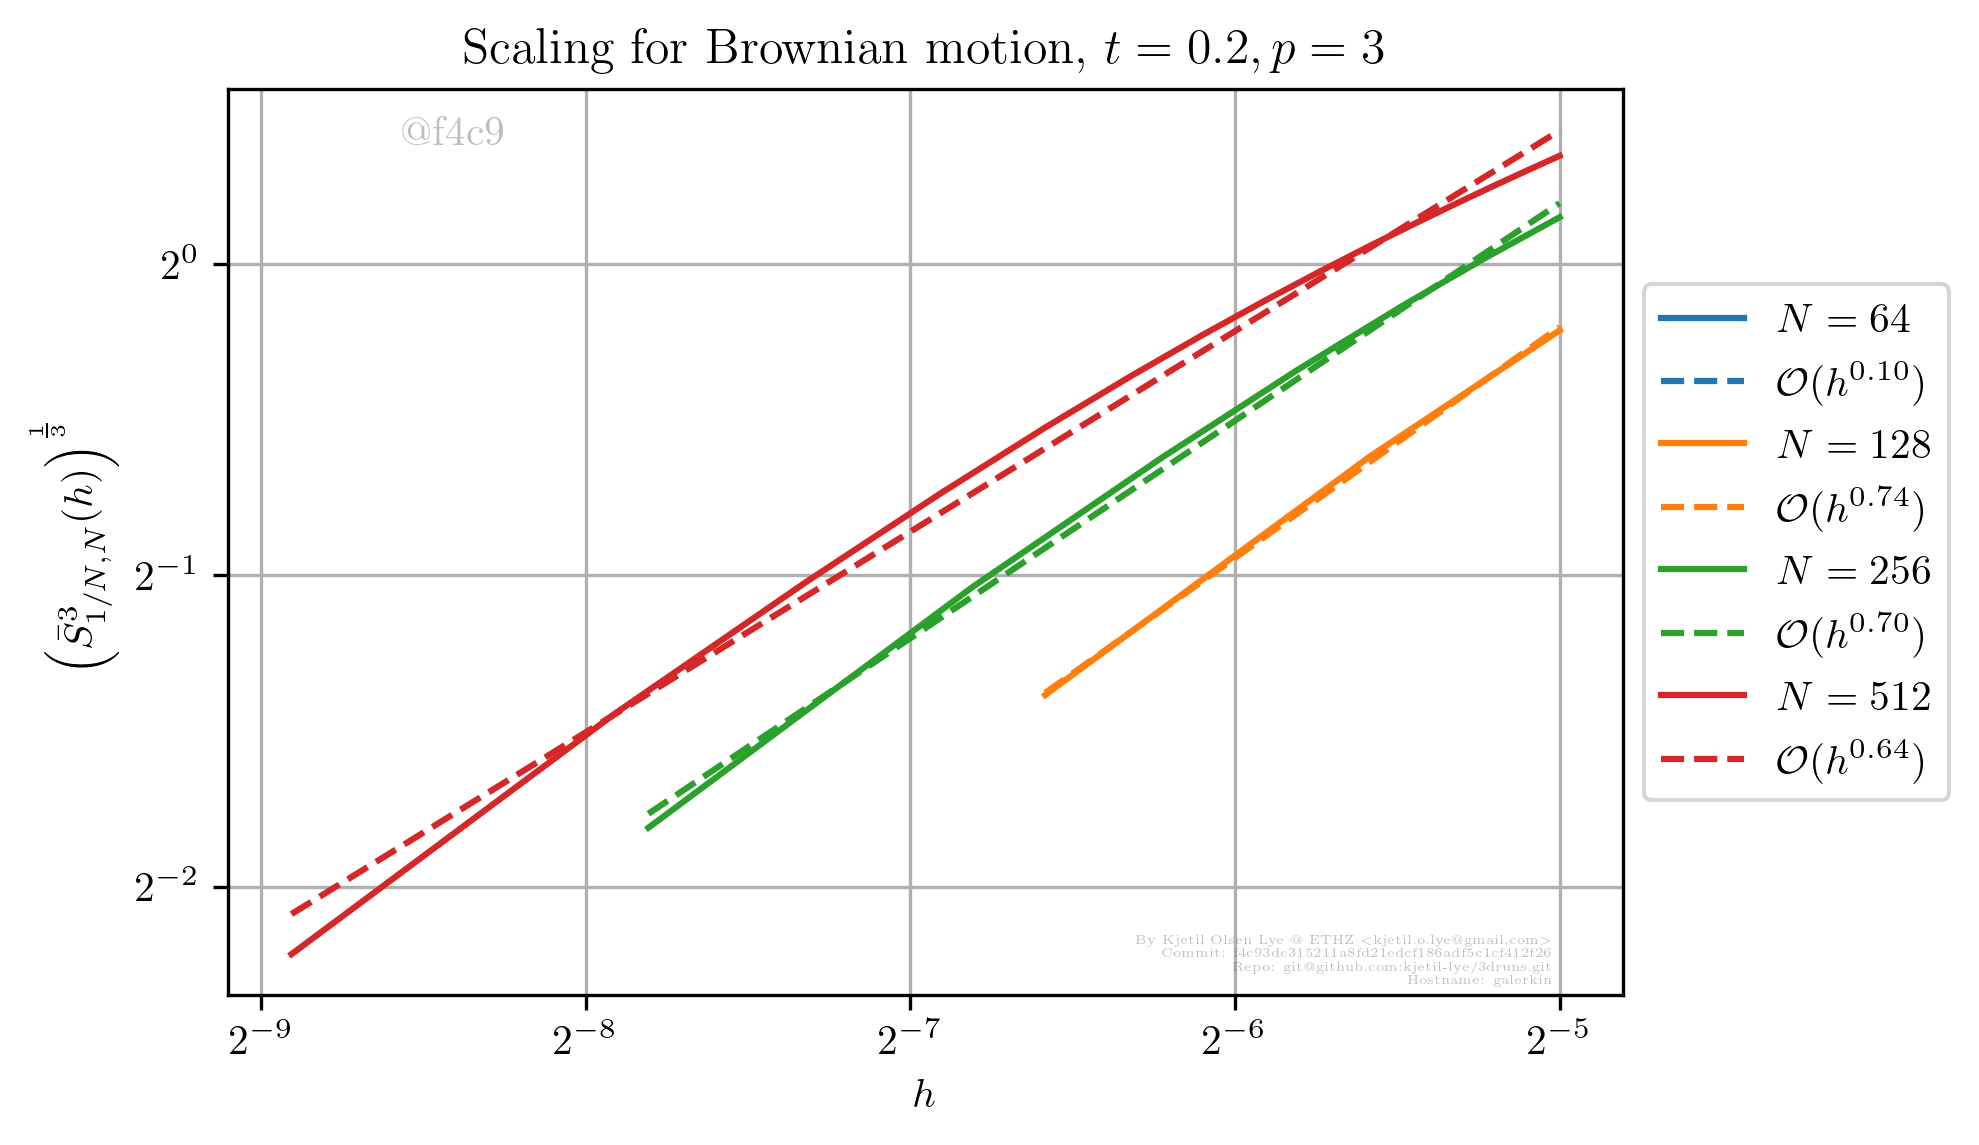 Scaling for Brownian motion, t = 0.2, p = 3
@f4c9
2^0
2^{-1}
2^{-2}
(S̄^3_{1/N,N}(h))^{1/3}
N = 64
O(h^{0.10})
N = 128
O(h^{0.74})
N = 256
O(h^{0.70})
N = 512
O(h^{0.64})
By Kjetil Olsen Lye @ ETHZ <kjetil.o.lye@gmail.com>
Commit: f4c93dc315211a8fd21edcf186adf5c1cf412f26
Repo: git@github.com:kjetil-lye/3druns.git
Hostname: galerkin
2^{-9} 2^{-8} 2^{-7} 2^{-6} 2^{-5}
h